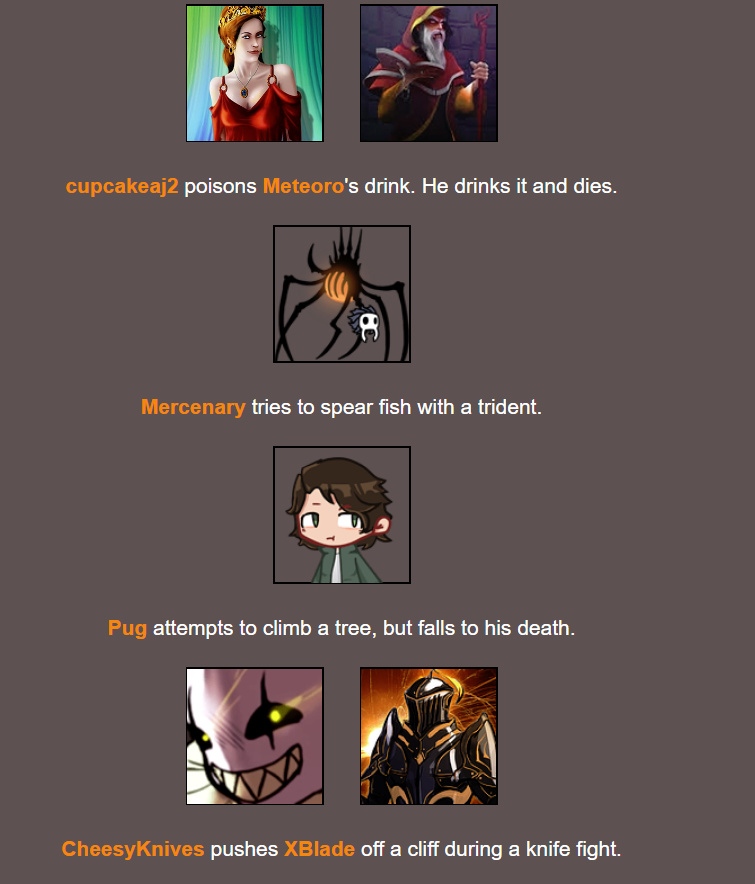 cupcakeaj2 poisons Meteoro's drink. He drinks it and dies.
Mercenary tries to spear fish with a trident.
Pug attempts to climb a tree, but falls to his death.
CheesyKnives pushes XBlade off a cliff during a knife fight.